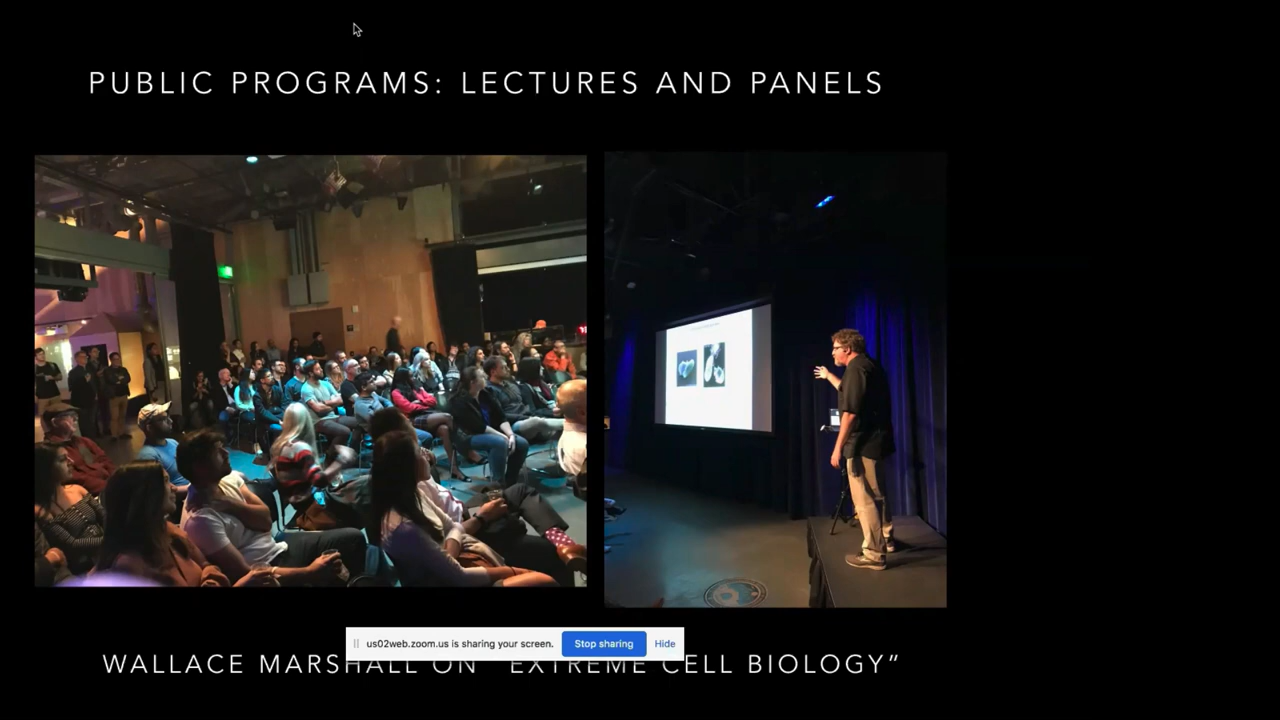 PUBLIC PROGRAMS: LECTURES AND PANELS
us02web.zoom.us is sharing your screen. Stop sharing Hide
WALLACE MARSHALL ON “EXTREME CELL BIOLOGY”